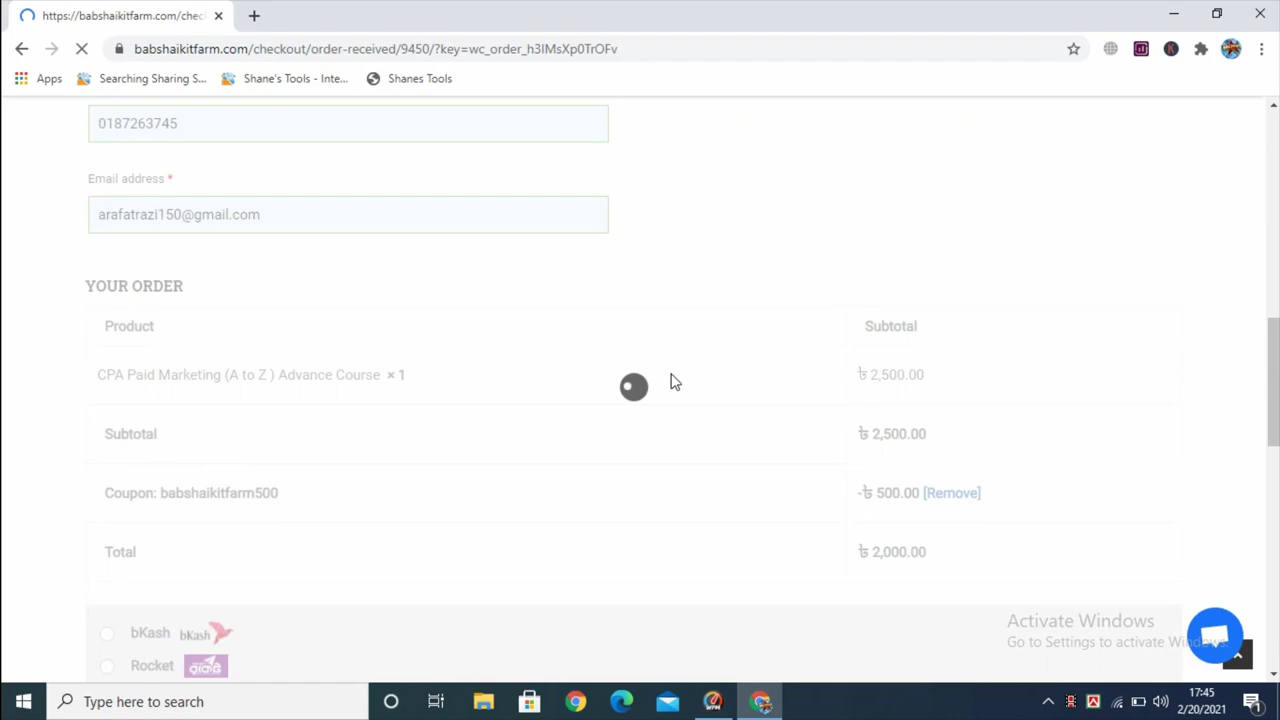 https://babshaikitfarm.com/chec
babshaikitfarm.com/checkout/order-received/9450/?key=wc_order_h3IMsXp0TrOFv
Apps Searching Sharing S... Shane's Tools - Inte... Shanes Tools
0187263745
Email address *
arafatrazi150@gmail.com
YOUR ORDER
Product Subtotal
CPA Paid Marketing (A to Z ) Advance Course × 1 ৳ 2,500.00
Subtotal ৳ 2,500.00
Coupon: babshaikitfarm500 -৳ 500.00 [Remove]
Total ৳ 2,000.00
bKash bKash
Activate Windows
Go to Settings to activate Windows.
Rocket
Type here to search
17:45
2/20/2021
1